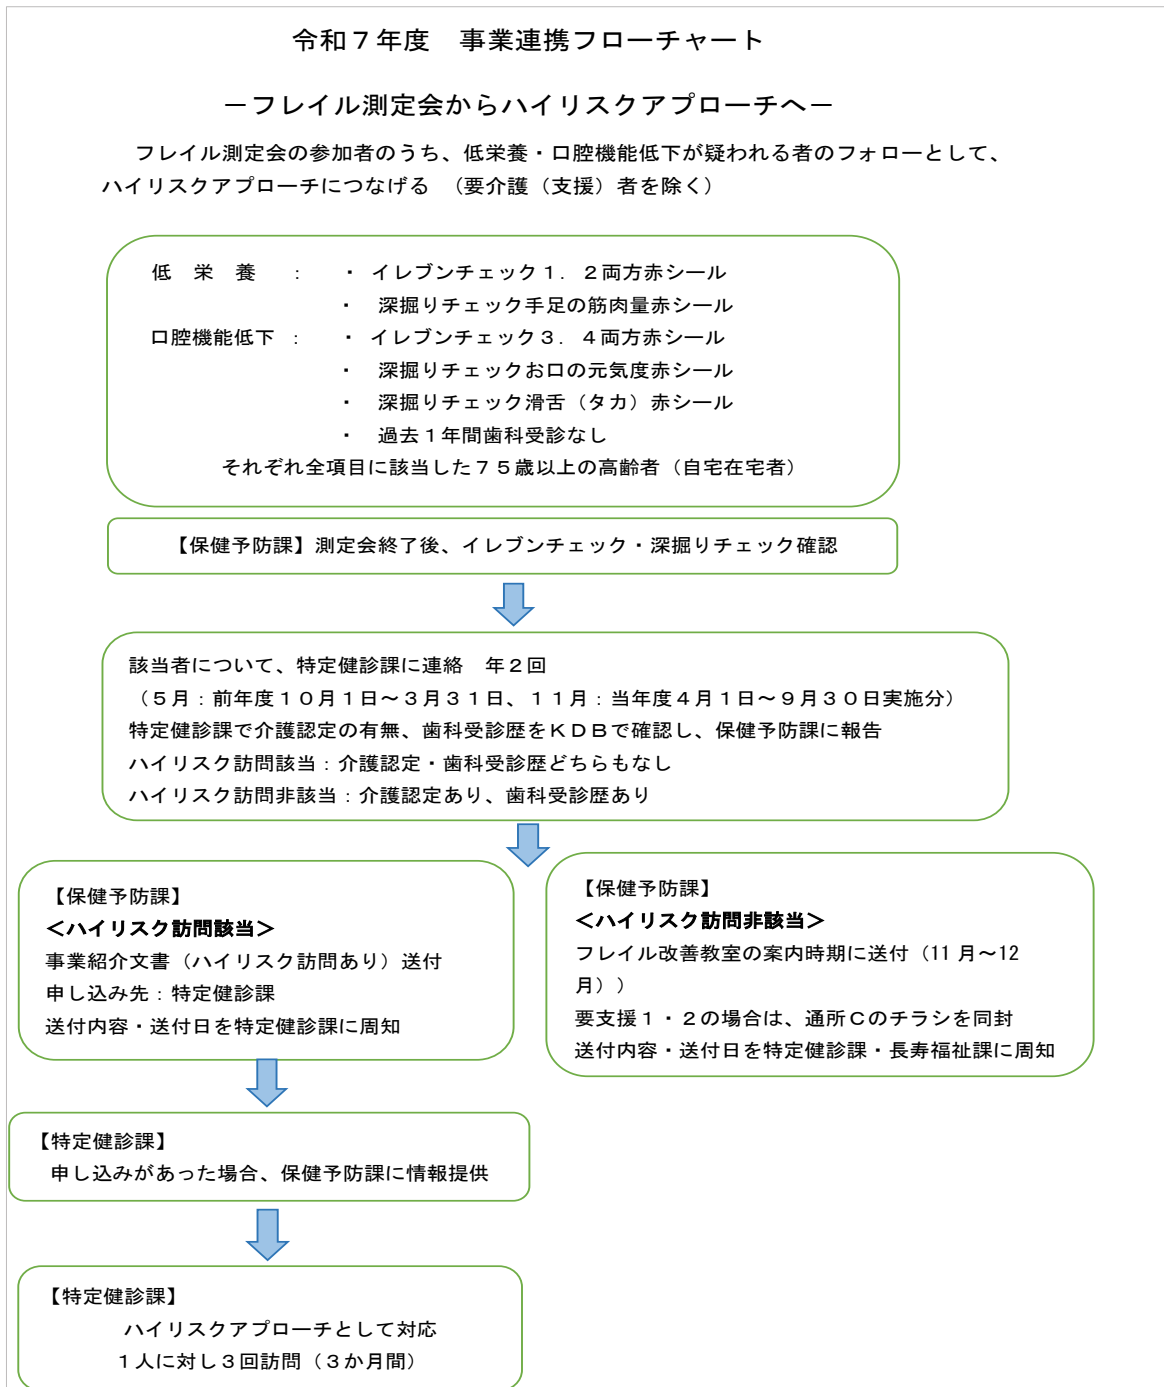 令和７年度　事業連携フローチャート
－フレイル測定会からハイリスクアプローチへ－
フレイル測定会の参加者のうち、低栄養・口腔機能低下が疑われる者のフォローとして、
ハイリスクアプローチにつなげる　（要介護（支援）者を除く）
低　栄　養　：　・　イレブンチェック１．２両方赤シール
・　深掘りチェック手足の筋肉量赤シール
口腔機能低下　：　・　イレブンチェック３．４両方赤シール
・　深掘りチェックお口の元気度赤シール
・　深掘りチェック滑舌（タカ）赤シール
・　過去１年間歯科受診なし
それぞれ全項目に該当した７５歳以上の高齢者（自宅在宅者）
【保健予防課】測定会終了後、イレブンチェック・深掘りチェック確認
該当者について、特定健診課に連絡　年２回
（５月：前年度１０月１日～３月３１日、１１月：当年度４月１日～９月３０日実施分）
特定健診課で介護認定の有無、歯科受診歴をＫＤＢで確認し、保健予防課に報告
ハイリスク訪問該当：介護認定・歯科受診歴どちらもなし
ハイリスク訪問非該当：介護認定あり、歯科受診歴あり
【保健予防課】
＜ハイリスク訪問該当＞
事業紹介文書（ハイリスク訪問あり）送付
申し込み先：特定健診課
送付内容・送付日を特定健診課に周知
【保健予防課】
＜ハイリスク訪問非該当＞
フレイル改善教室の案内時期に送付（11 月～12
月））
要支援１・２の場合は、通所Ｃのチラシを同封
送付内容・送付日を特定健診課・長寿福祉課に周知
【特定健診課】
申し込みがあった場合、保健予防課に情報提供
【特定健診課】
ハイリスクアプローチとして対応
１人に対し３回訪問（３か月間）